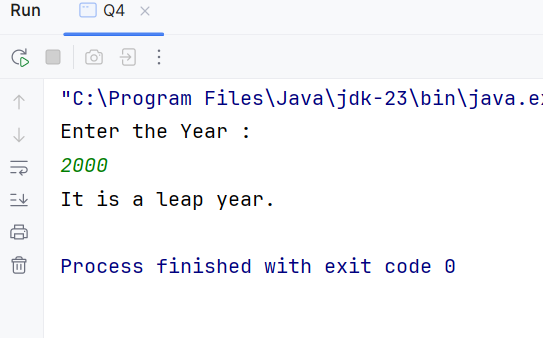 Run Q4
"C:\Program Files\Java\jdk-23\bin\java.ex
Enter the Year :
2000
It is a leap year.
Process finished with exit code 0